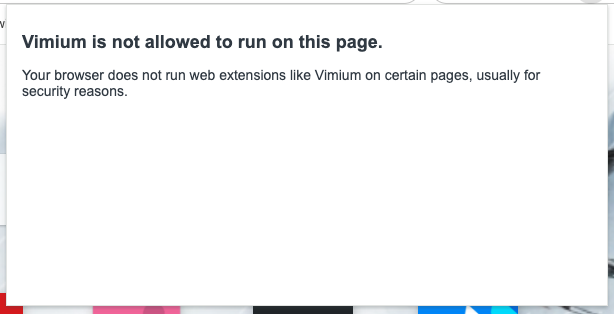 w
Vimium is not allowed to run on this page.
Your browser does not run web extensions like Vimium on certain pages, usually for
security reasons.